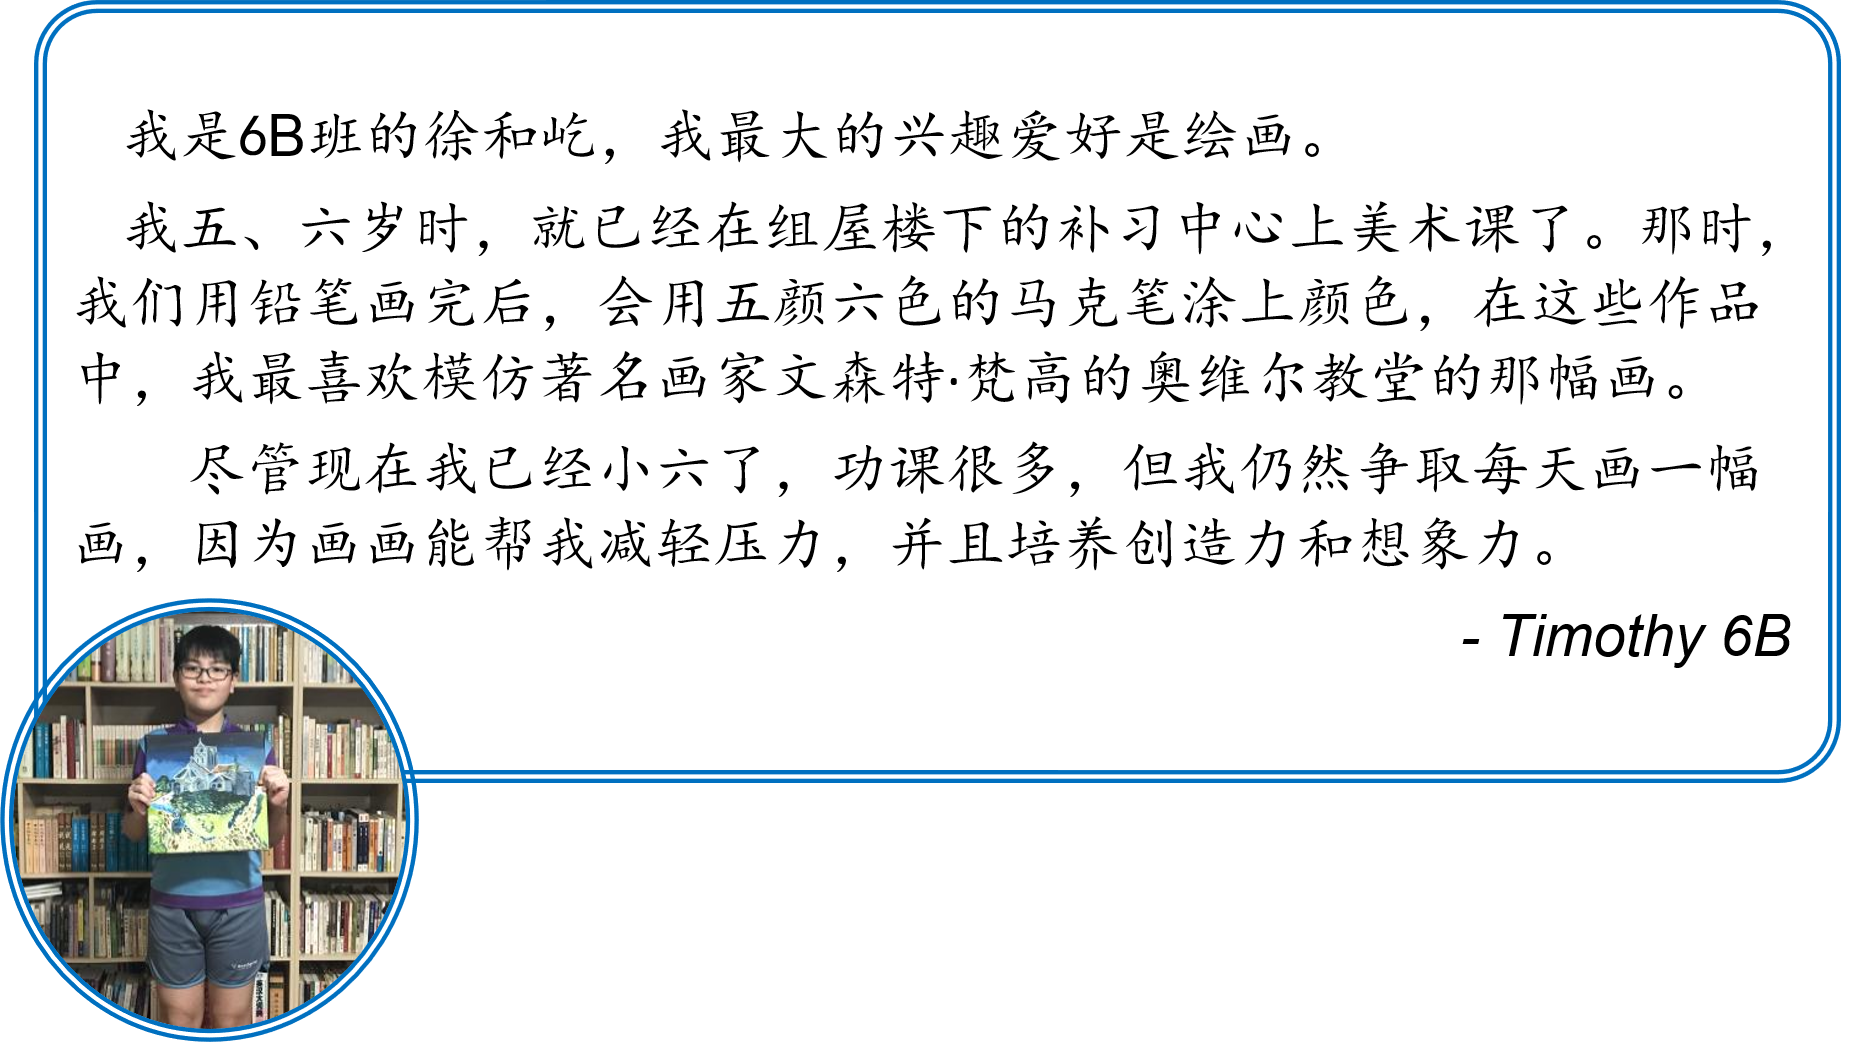 我是6B班的徐和屹，我最大的兴趣爱好是绘画。
我五、六岁时，就已经在组屋楼下的补习中心上美术课了。那时，
我们用铅笔画完后，会用五颜六色的马克笔涂上颜色，在这些作品
中，我最喜欢模仿著名画家文森特·梵高的奥维尔教堂的那幅画。
尽管现在我已经小六了，功课很多，但我仍然争取每天画一幅
画，因为画画能帮我减轻压力，并且培养创造力和想象力。
- Timothy 6B